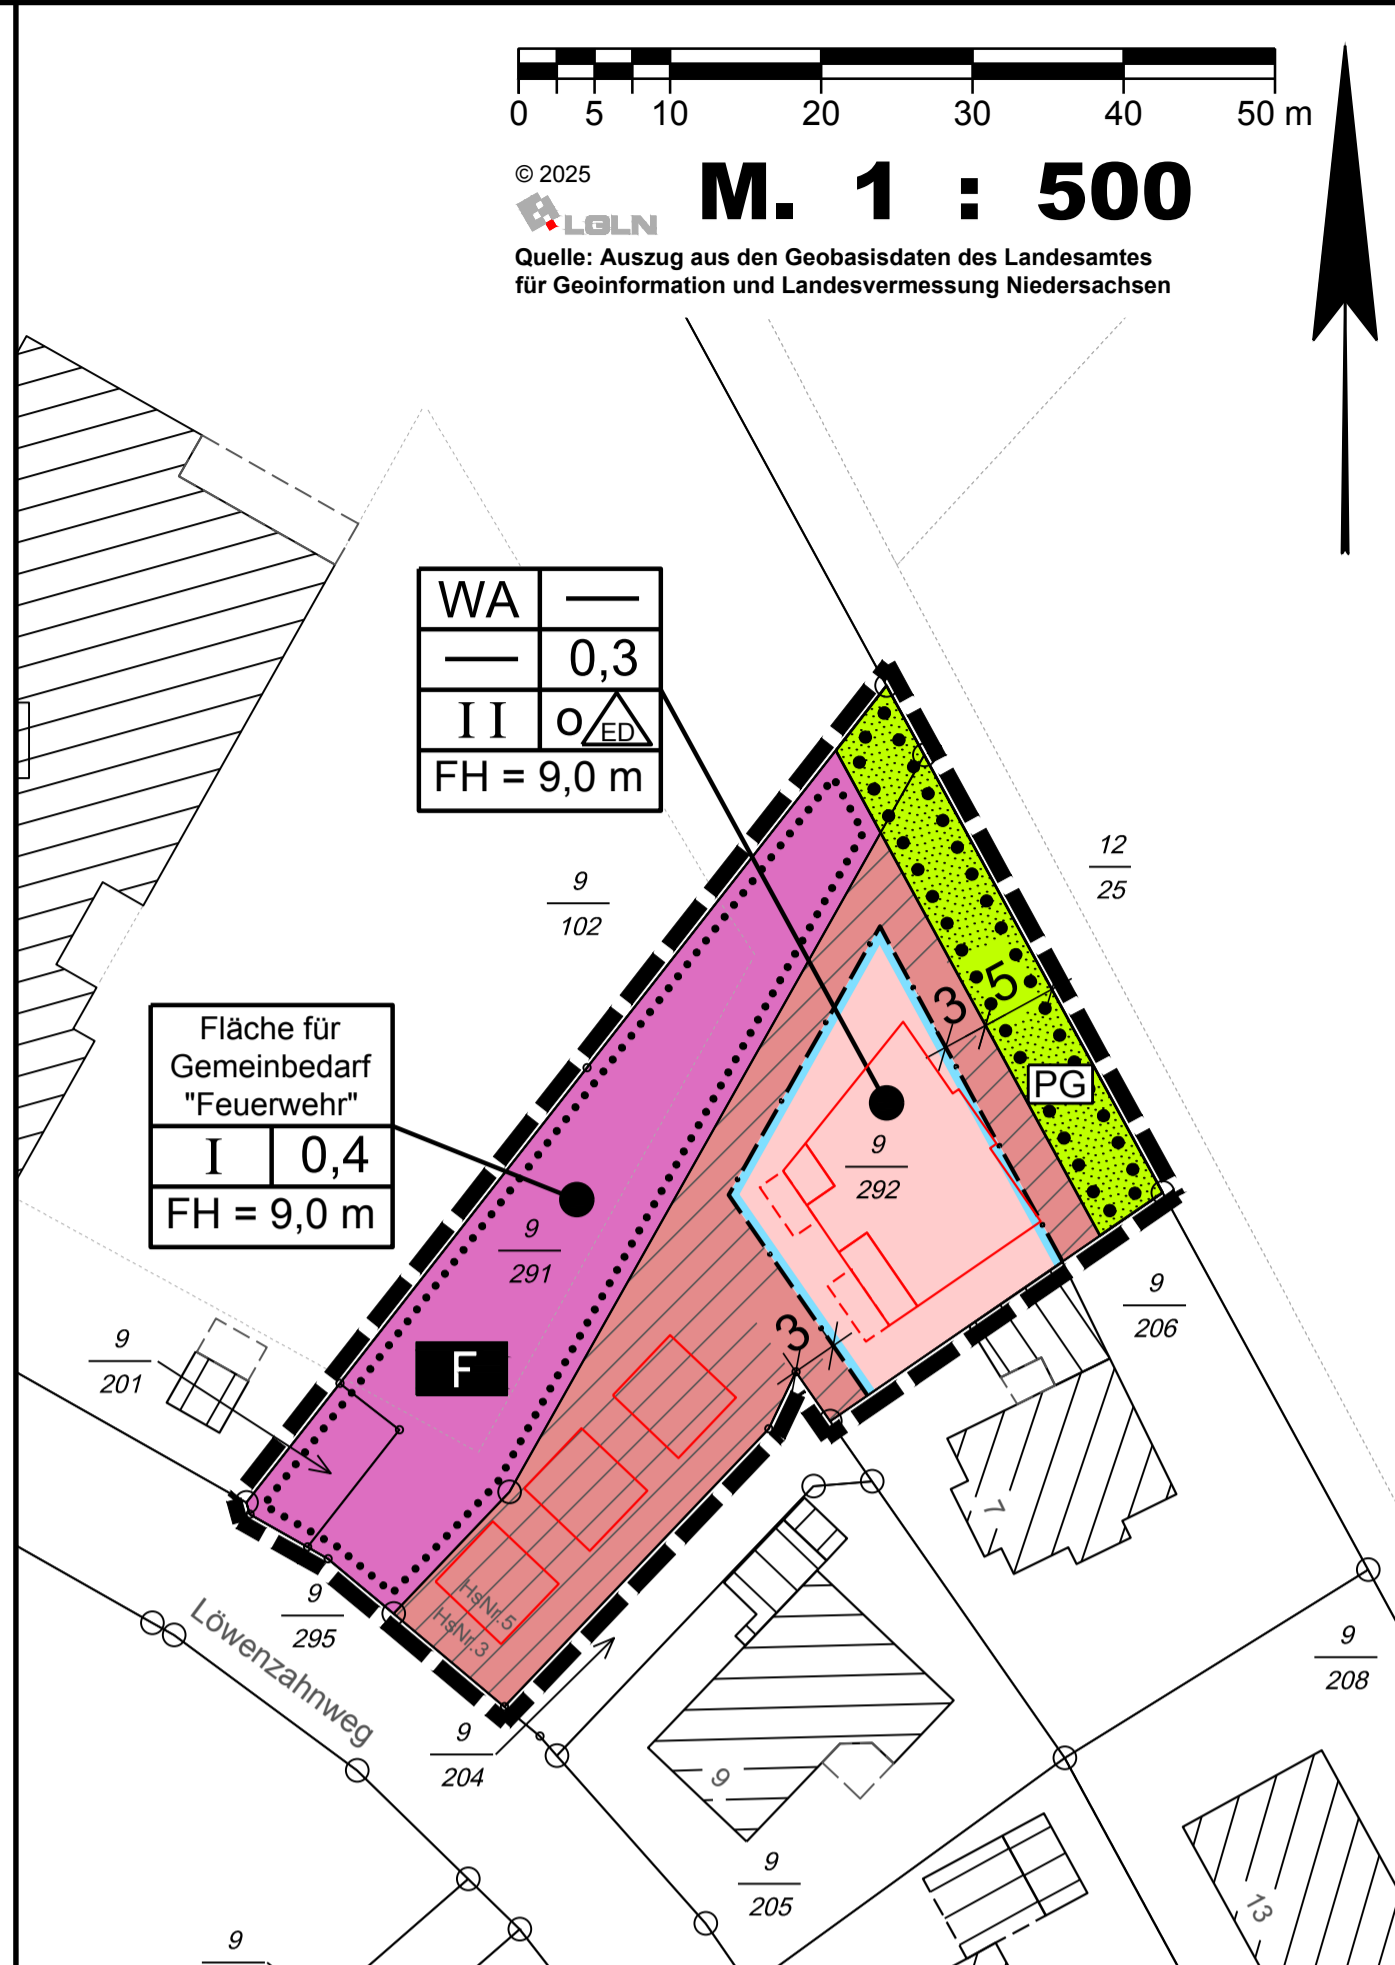 0 5 10 20 30 40 50 m
© 2025
LGLN
M. 1 : 500
Quelle: Auszug aus den Geobasisdaten des Landesamtes
für Geoinformation und Landesvermessung Niedersachsen
WA —
— 0,3
II o ED
FH = 9,0 m
12
25
9
102
5
3
Fläche für
Gemeinbedarf
"Feuerwehr"
I 0,4
FH = 9,0 m
PG
9
292
9
291
9
206
9
201
3
F
7
HsNr.5
HsNr.3
9
295
Löwenzahnweg
9
208
9
204
9
9
205
13
9